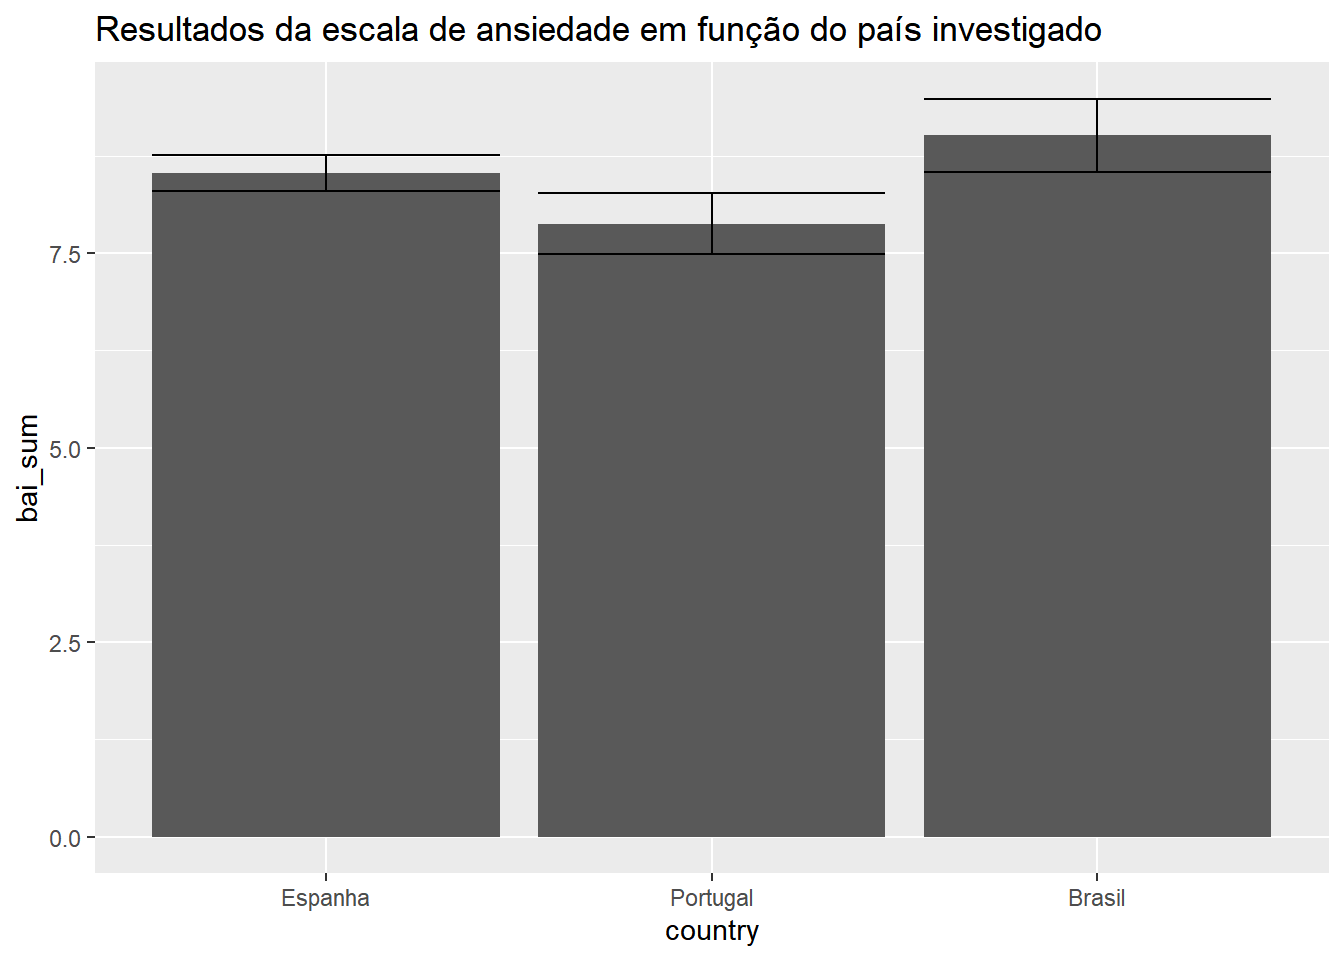 Resultados da escala de ansiedade em função do país investigado
bai_sum
7.5
5.0
2.5
0.0
Espanha
Portugal
Brasil
country